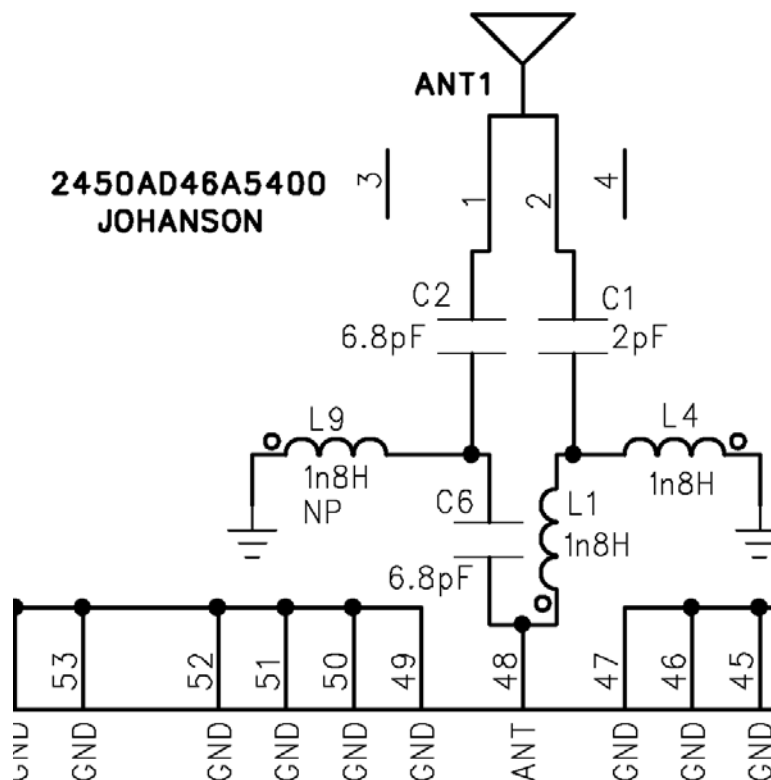 ANT1
2450AD46A5400
JOHANSON
3
1
2
4
C2
C1
6.8pF
2pF
L9
L4
1n8H
NP
C6
L1
1n8H
1n8H
6.8pF
53
52
51
50
49
48
47
46
45
GND
GND
GND
GND
GND
GND
ANT
GND
GND
GND